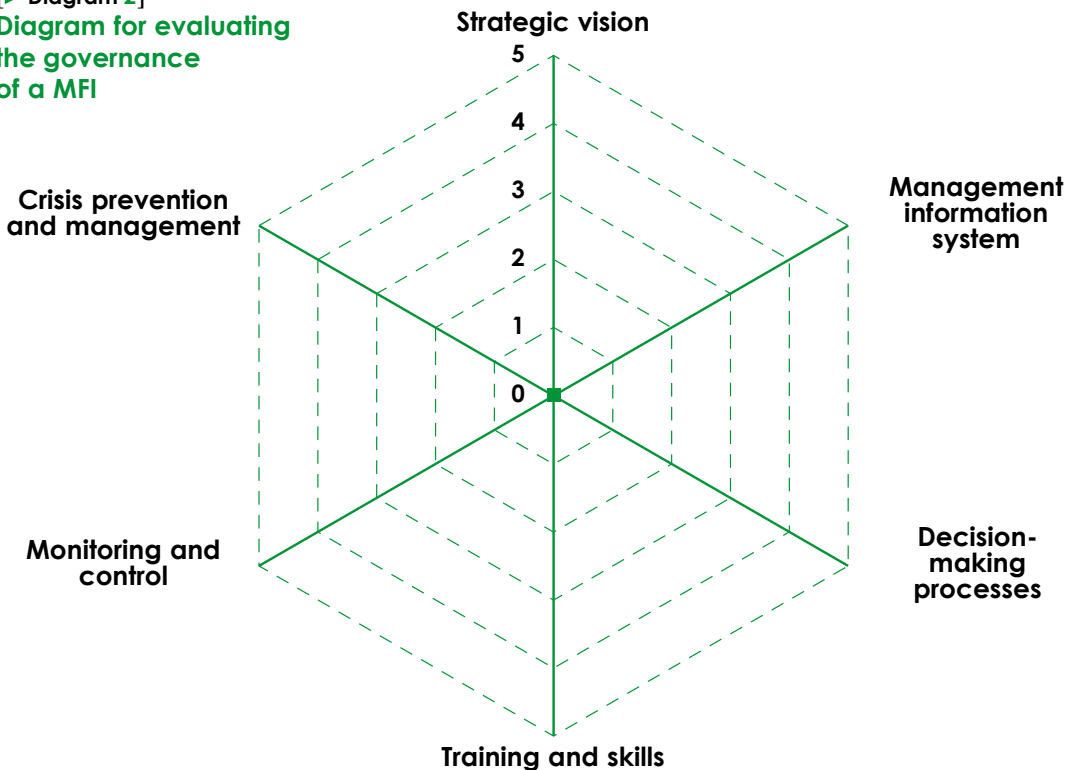 [► Diagram 2]
Diagram for evaluating
the governance
of a MFI
Strategic vision
5
4
3
2
1
0
Crisis prevention
and management
Management
information
system
Monitoring and
control
Decision-
making
processes
Training and skills